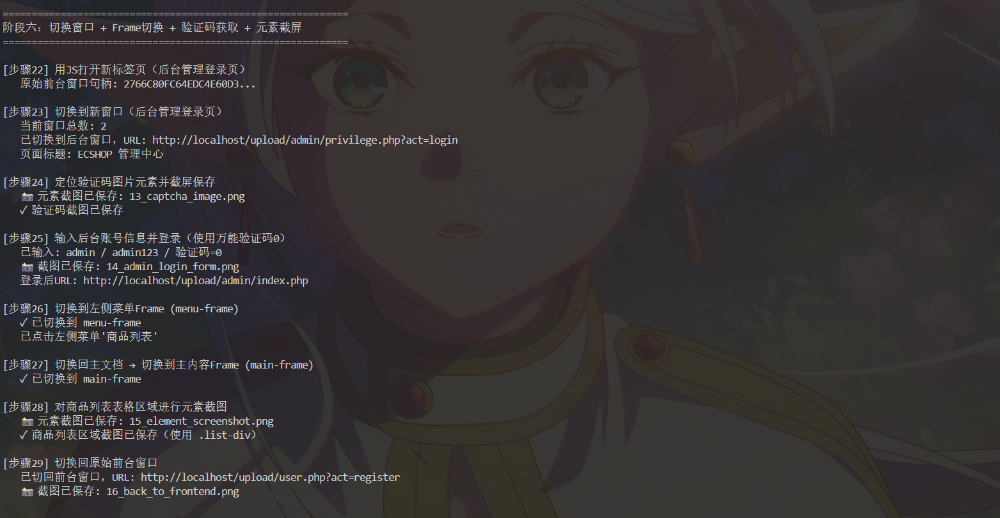 ============================================================
阶段六：切换窗口 + Frame切换 + 验证码获取 + 元素截屏
============================================================
[步骤22] 用JS打开新标签页（后台管理登录页）
原始前台窗口句柄: 2766C80FC64EDC4E60D3...
[步骤23] 切换到新窗口（后台管理登录页）
当前窗口总数: 2
已切换到后台窗口，URL: http://localhost/upload/admin/privilege.php?act=login
页面标题: ECSHOP 管理中心
[步骤24] 定位验证码图片元素并截屏保存
📸 元素截图已保存: 13_captcha_image.png
✓ 验证码截图已保存
[步骤25] 输入后台账号信息并登录（使用万能验证码0）
已输入: admin / admin123 / 验证码=0
📸 截图已保存: 14_admin_login_form.png
登录后URL: http://localhost/upload/admin/index.php
[步骤26] 切换到左侧菜单Frame (menu-frame)
✓ 已切换到 menu-frame
已点击左侧菜单'商品列表'
[步骤27] 切换回主文档 → 切换到主内容Frame (main-frame)
✓ 已切换到 main-frame
[步骤28] 对商品列表表格区域进行元素截图
📸 元素截图已保存: 15_element_screenshot.png
✓ 商品列表区域截图已保存（使用 .list-div）
[步骤29] 切换回原始前台窗口
已切回前台窗口，URL: http://localhost/upload/user.php?act=register
📸 截图已保存: 16_back_to_frontend.png